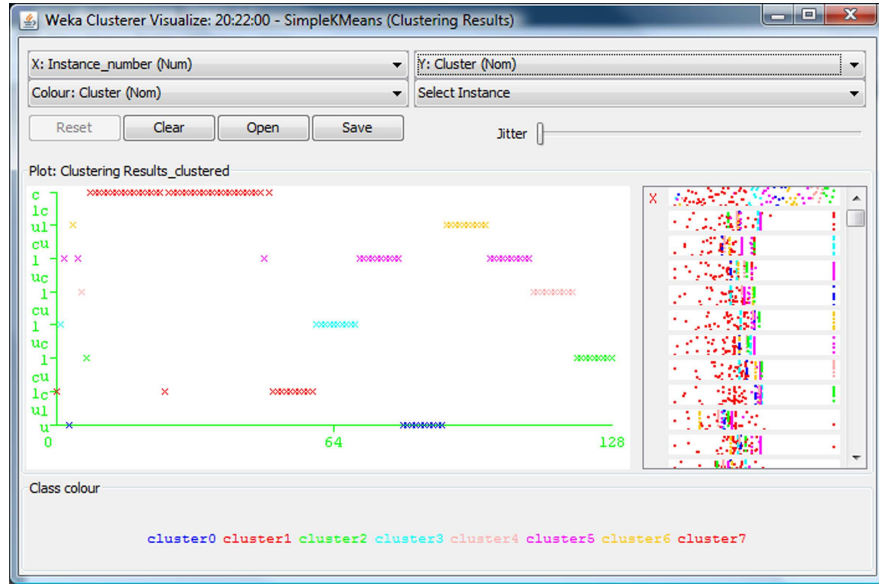 Weka Clusterer Visualize: 20:22:00 - SimpleKMeans (Clustering Results)
X: Instance_number (Num)
Y: Cluster (Nom)
Colour: Cluster (Nom)
Select Instance
Reset
Clear
Open
Save
Jitter
Plot: Clustering Results_clustered
X
c
lc
ul
cu
l
uc
l
cu
l
uc
l
cu
lc
ul
u
0
64
128
Class colour
cluster0 cluster1 cluster2 cluster3 cluster4 cluster5 cluster6 cluster7